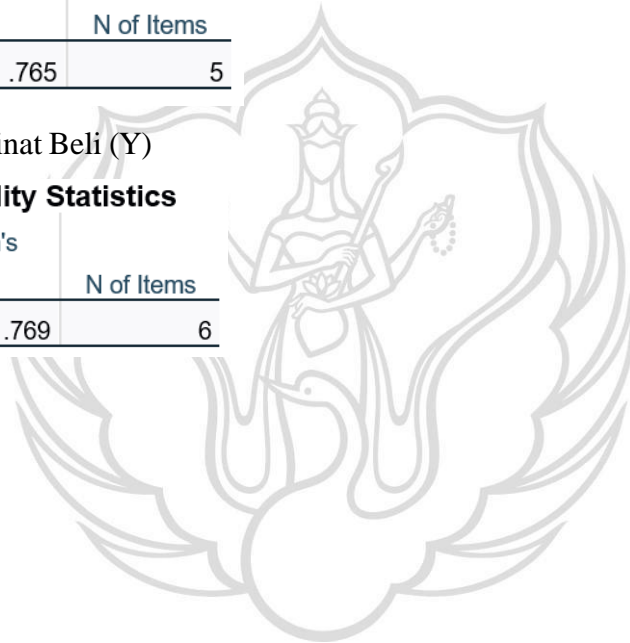 N of Items
.765 5
inat Beli (Y)
lity Statistics
's
N of Items
.769 6